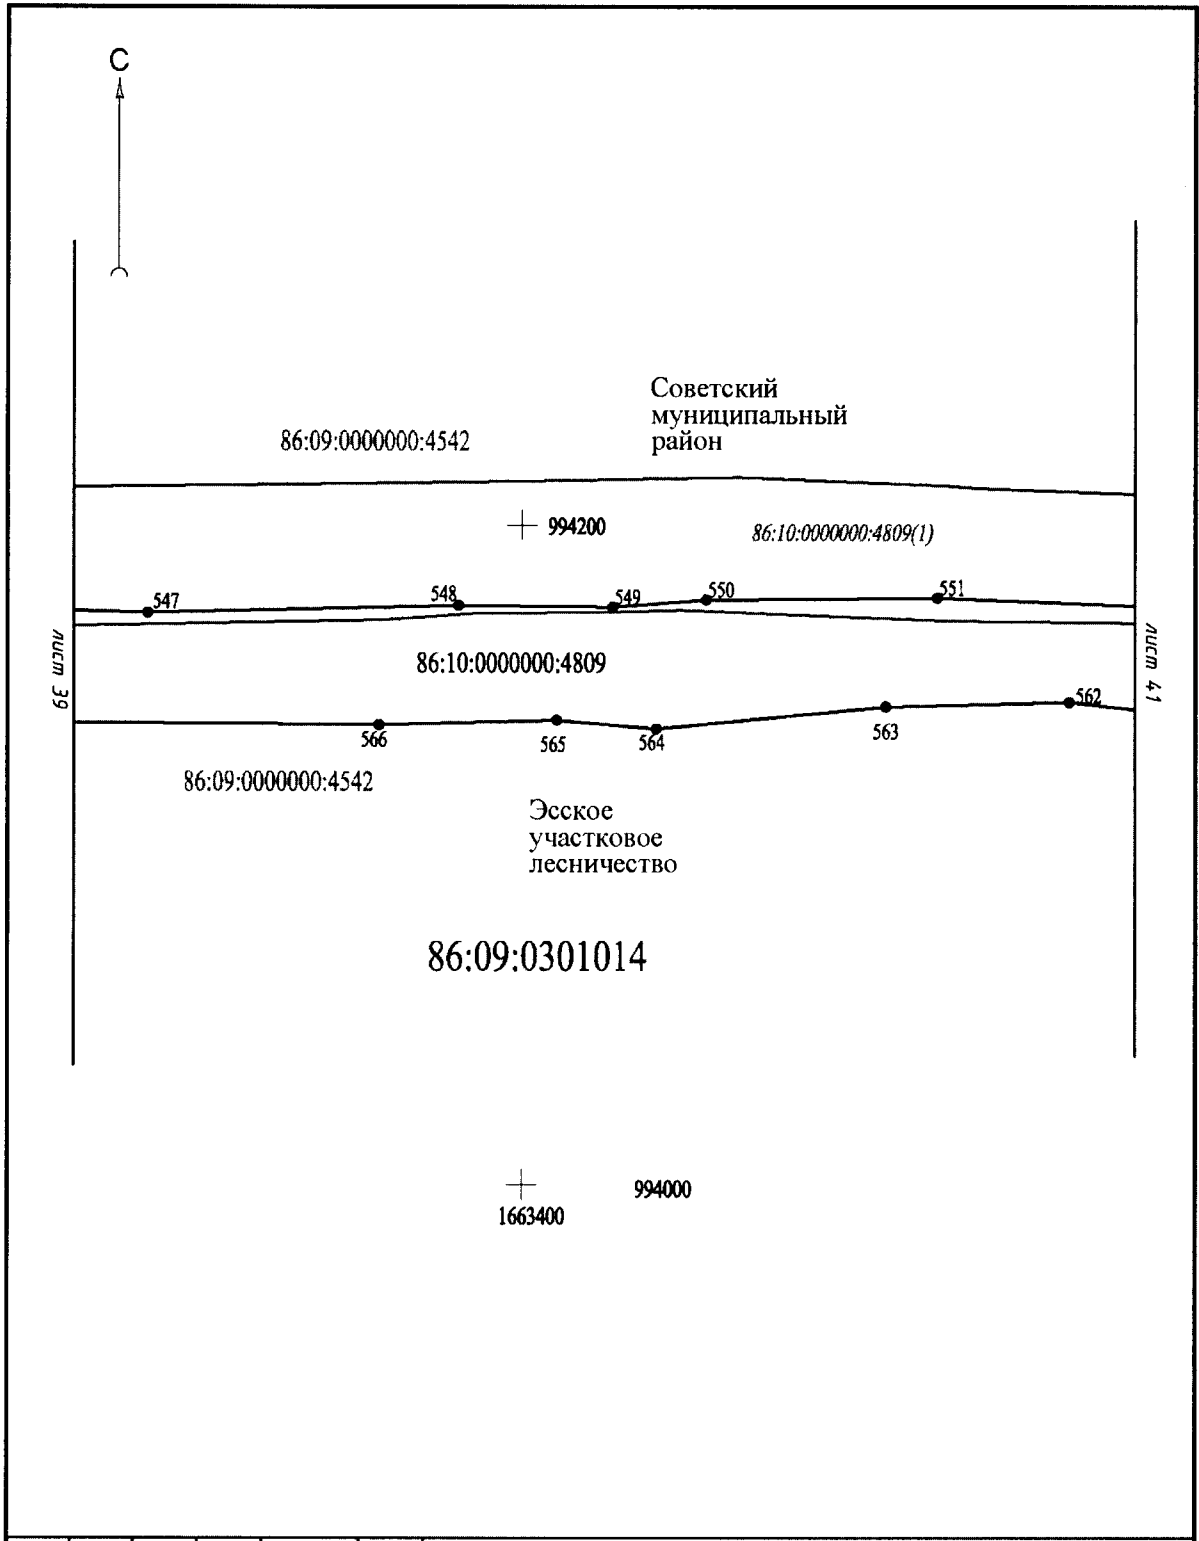 С
Советский
муниципальный
район
86:09:0000000:4542
994200
86:10:0000000:4809(1)
547
548
549
550
551
лист 39
лист 41
86:10:0000000:4809
562
566
565
564
563
86:09:0000000:4542
Эсское
участковое
лесничество
86:09:0301014
994000
1663400